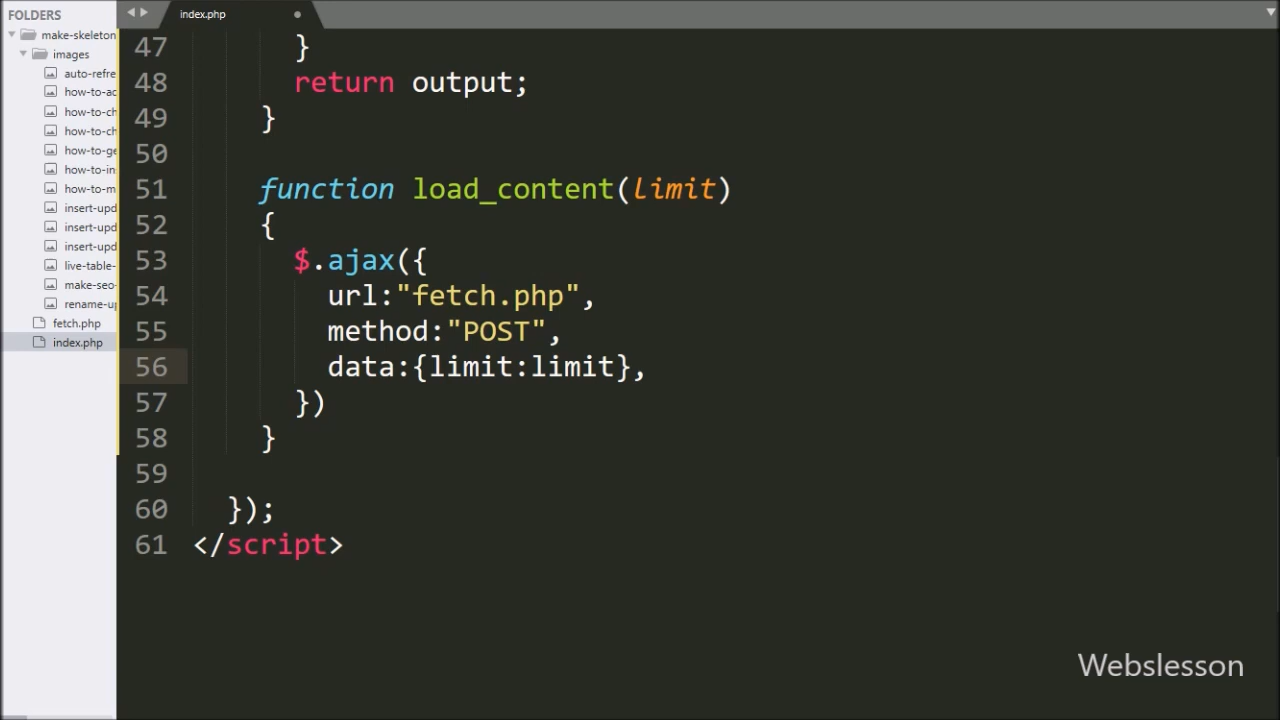 FOLDERS
make-skeleton
images
auto-refre
how-to-ac
how-to-ch
how-to-ch
how-to-ge
how-to-in
how-to-m
insert-upd
insert-upd
insert-upd
live-table-
make-seo-
rename-up
fetch.php
index.php
index.php
47 }
48 return output;
49 }
50
51 function load_content(limit)
52 {
53 $.ajax({
54 url:"fetch.php",
55 method:"POST",
56 data:{limit:limit},
57 })
58 }
59
60 });
61 </script>
Webslesson